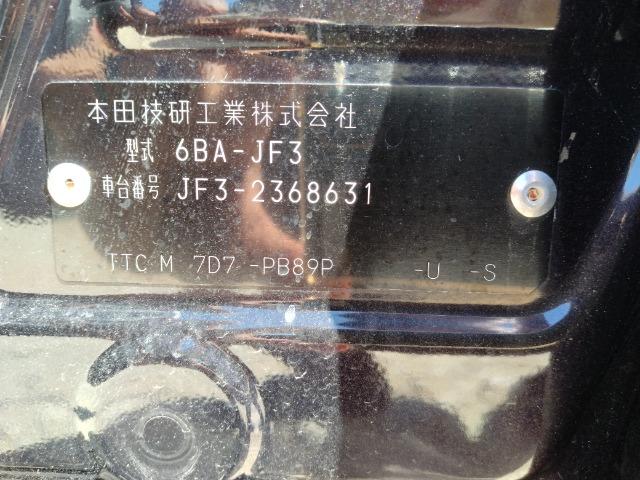 本田技研工業株式会社
型式 6BA-JF3
車台番号 JF3-2368631
TTC M 7D7 -PB89P -U -S